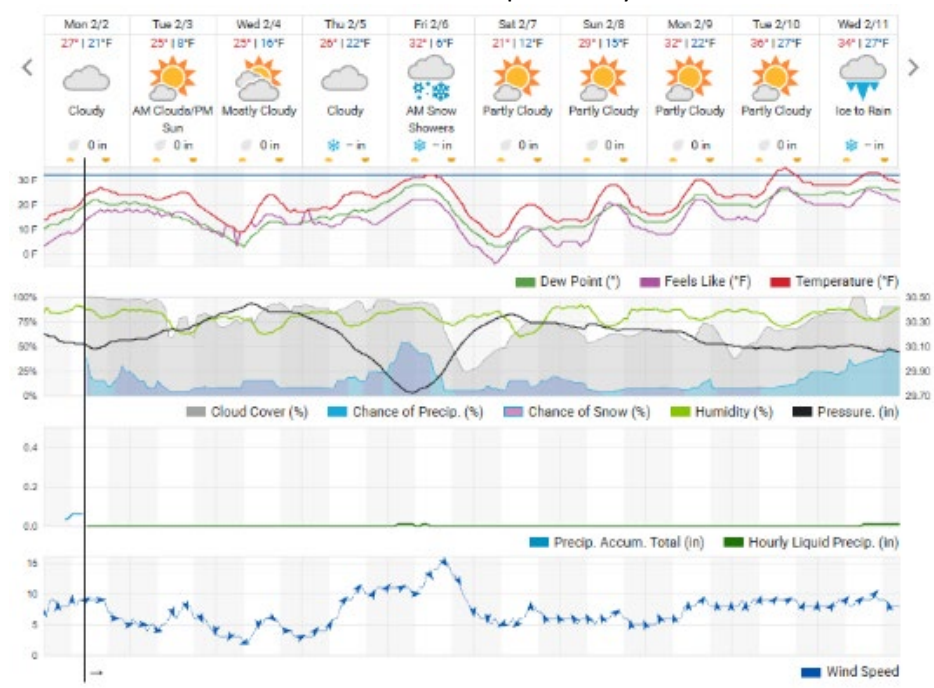 Mon 2/2 Tue 2/3 Wed 2/4 Thu 2/5 Fri 2/6 Sat 2/7 Sun 2/8 Mon 2/9 Tue 2/10 Wed 2/11
27° | 21°F 25° | 8°F 25° | 16°F 26° | 22°F 32° | 6°F 21° | 12°F 29° | 15°F 32° | 22°F 36° | 27°F 34° | 27°F
Cloudy AM Clouds/PM Mostly Cloudy Cloudy AM Snow Partly Cloudy Partly Cloudy Partly Cloudy Partly Cloudy Ice to Rain
Sun Showers
0 in 0 in 0 in – in – in 0 in 0 in 0 in 0 in – in
30 F
20 F
10 F
0 F
Dew Point (°) Feels Like (°F) Temperature (°F)
100% 30.50
75% 30.30
50% 30.10
25% 29.90
0% 29.70
Cloud Cover (%) Chance of Precip. (%) Chance of Snow (%) Humidity (%) Pressure. (in)
0.4
0.2
0.0
Precip. Accum. Total (in) Hourly Liquid Precip. (in)
15
10
5
0
→
Wind Speed